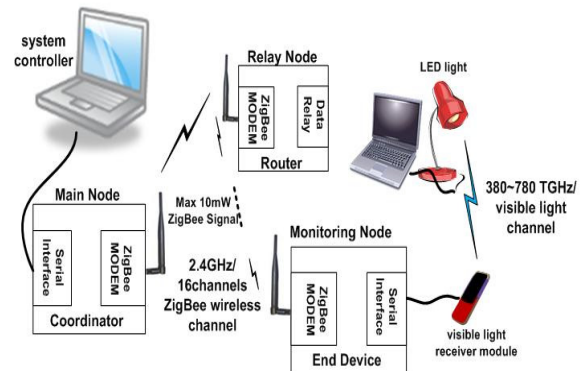 system
controller
Relay Node
ZigBee
MODEM
Data
Relay
Router
LED light
380~780 TGHz/
visible light
channel
Main Node
Serial
Interface
ZigBee
MODEM
Coordinator
Max 10mW
ZigBee Signal
2.4GHz/
16channels
ZigBee wireless
channel
Monitoring Node
ZigBee
MODEM
Serial
Interface
End Device
visible light
receiver module